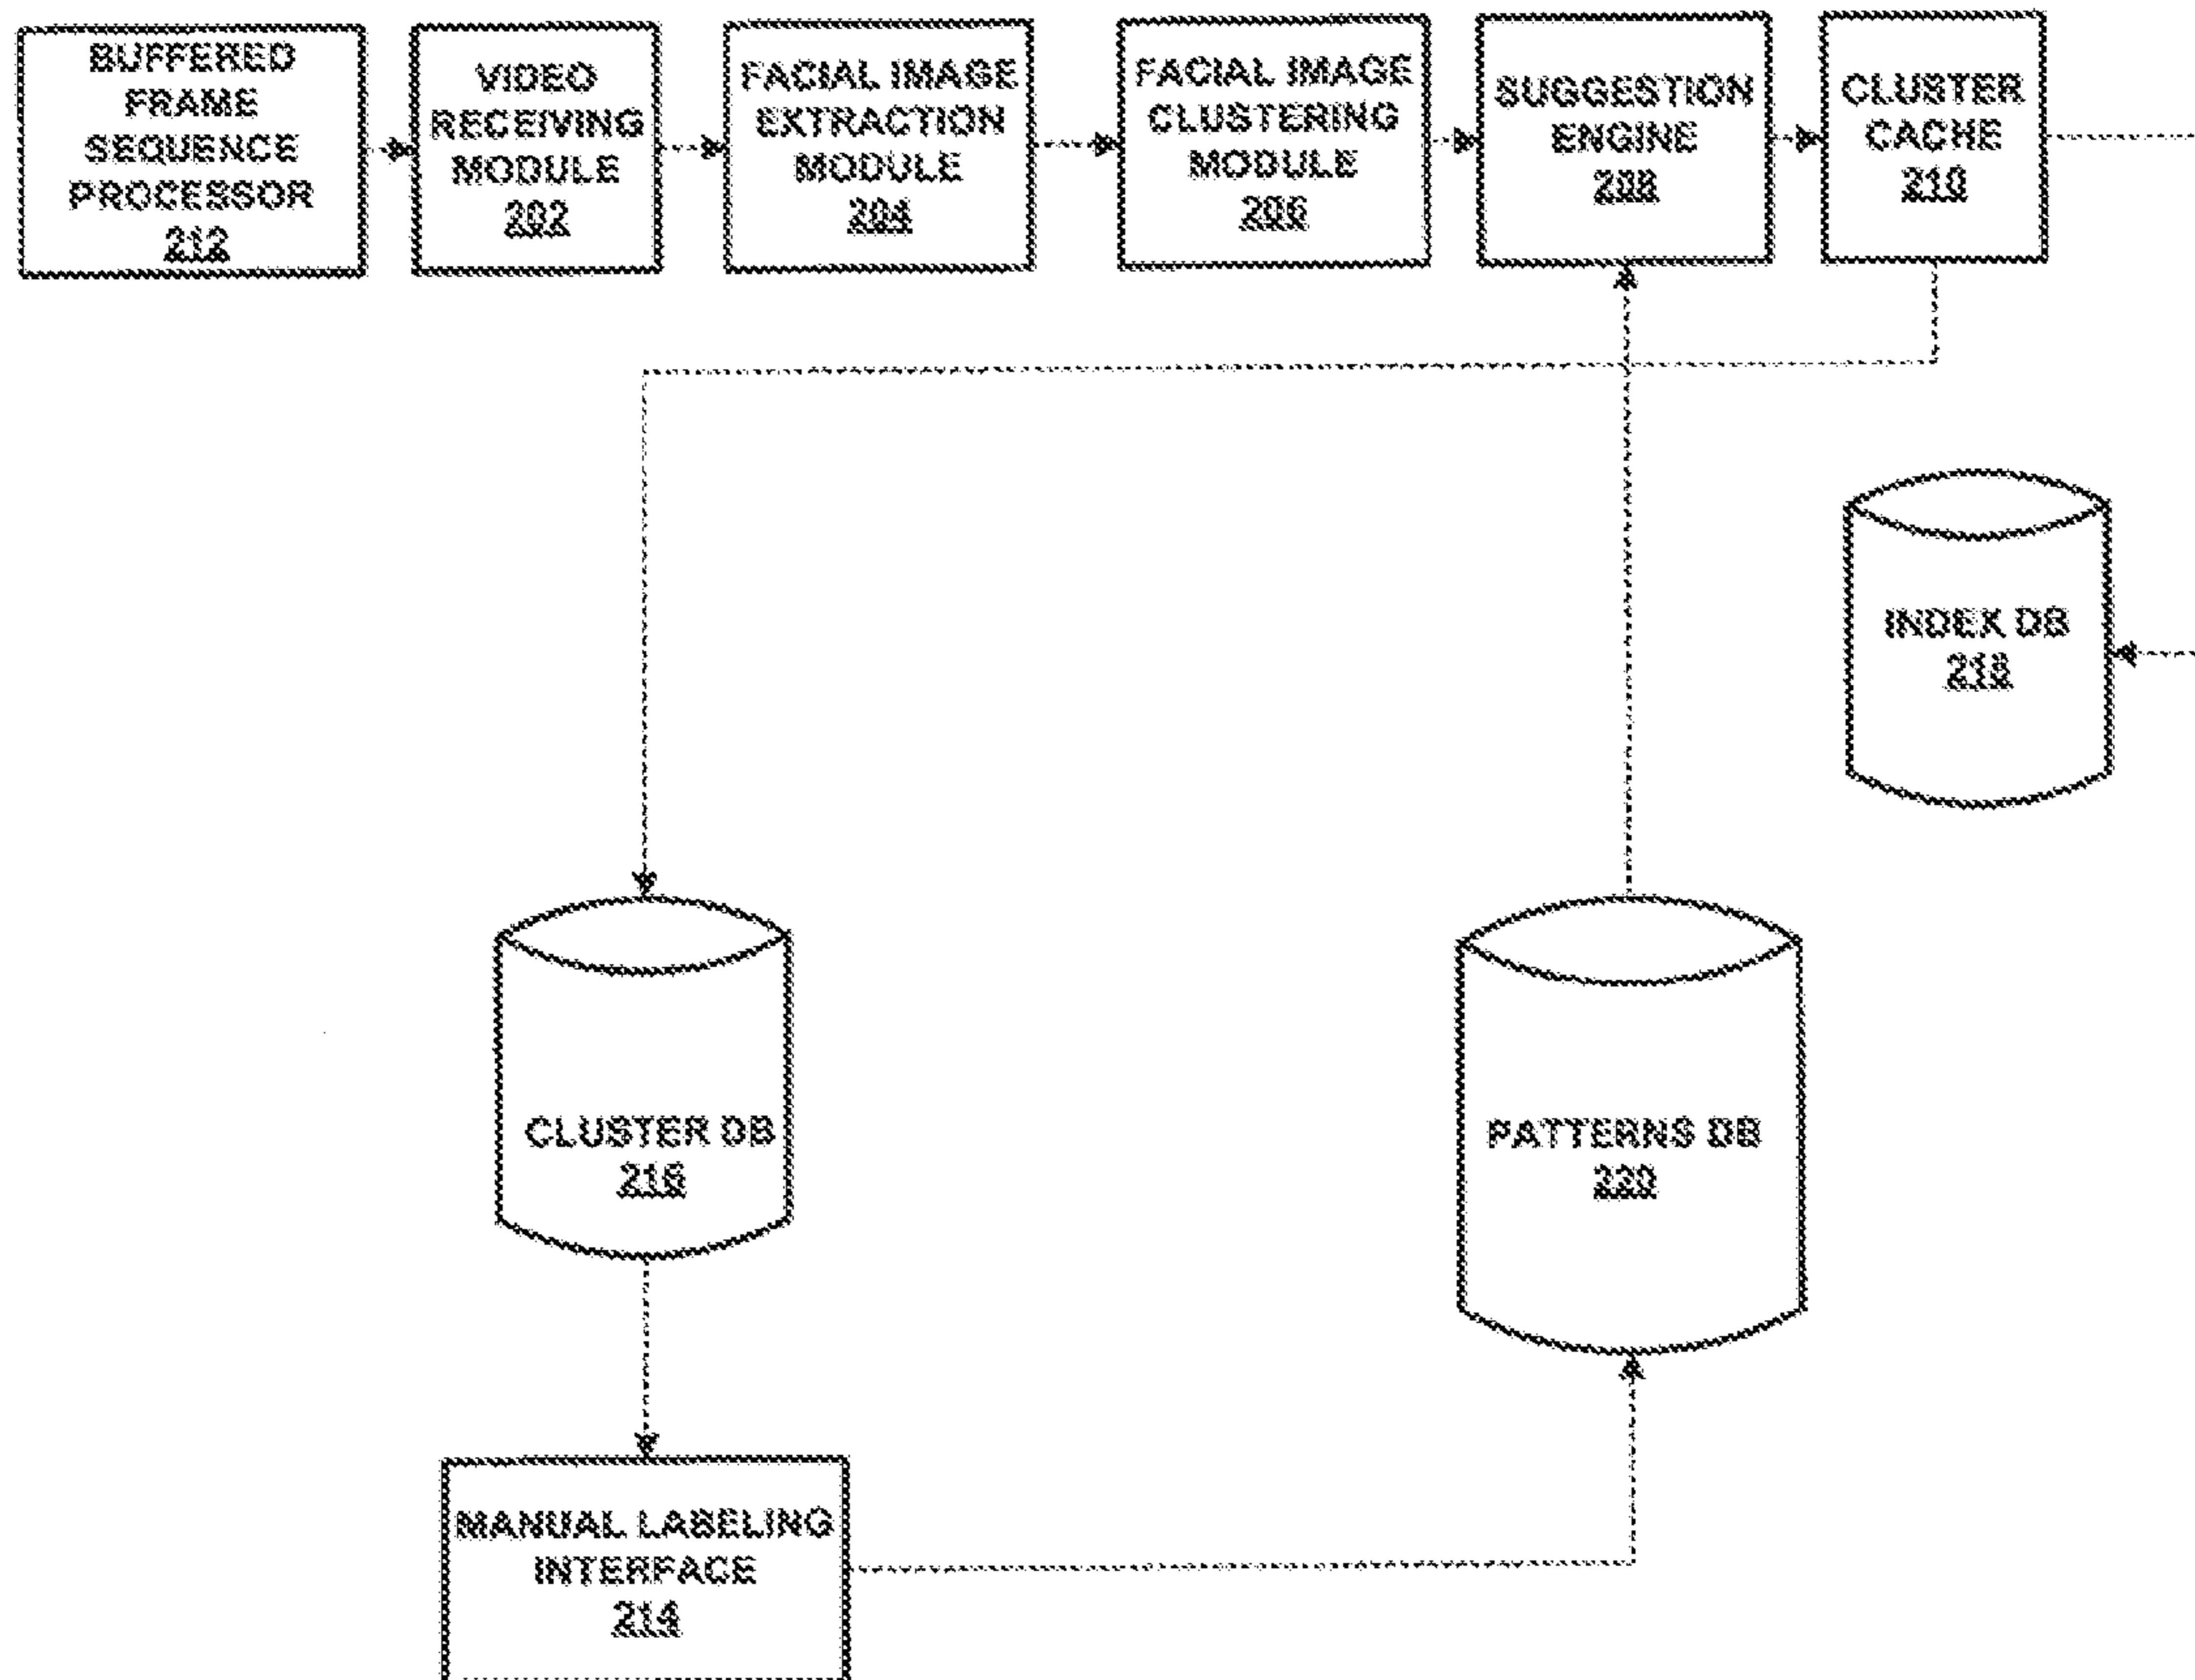 BUFFERED
FRAME
SEQUENCE
PROCESSOR
212
VIDEO
RECEIVING
MODULE
202
FACIAL IMAGE
EXTRACTION
MODULE
204
FACIAL IMAGE
CLUSTERING
MODULE
206
SUGGESTION
ENGINE
208
CLUSTER
CACHE
210
INDEX DB
218
CLUSTER DB
216
PATTERNS DB
220
MANUAL LABELING
INTERFACE
214